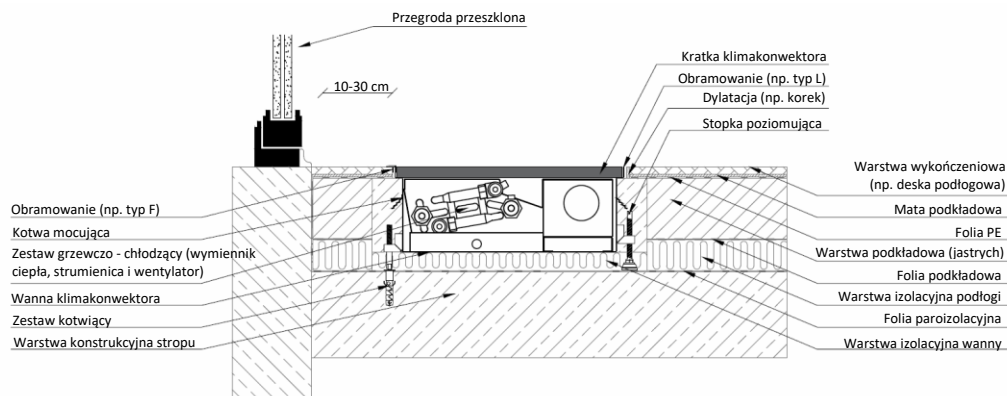 Przegroda przeszklona
Kratka klimakonwektora
10-30 cm
Obramowanie (np. typ L)
Dylatacja (np. korek)
Stopka poziomująca
Warstwa wykończeniowa
(np. deska podłogowa)
Mata podkładowa
Folia PE
Warstwa podkładowa (jastrych)
Folia podkładowa
Warstwa izolacyjna podłogi
Folia paroizolacyjna
Warstwa izolacyjna wanny
Obramowanie (np. typ F)
Kotwa mocująca
Zestaw grzewczo - chłodzący (wymiennik
ciepła, strumienica i wentylator)
Wanna klimakonwektora
Zestaw kotwiący
Warstwa konstrukcyjna stropu